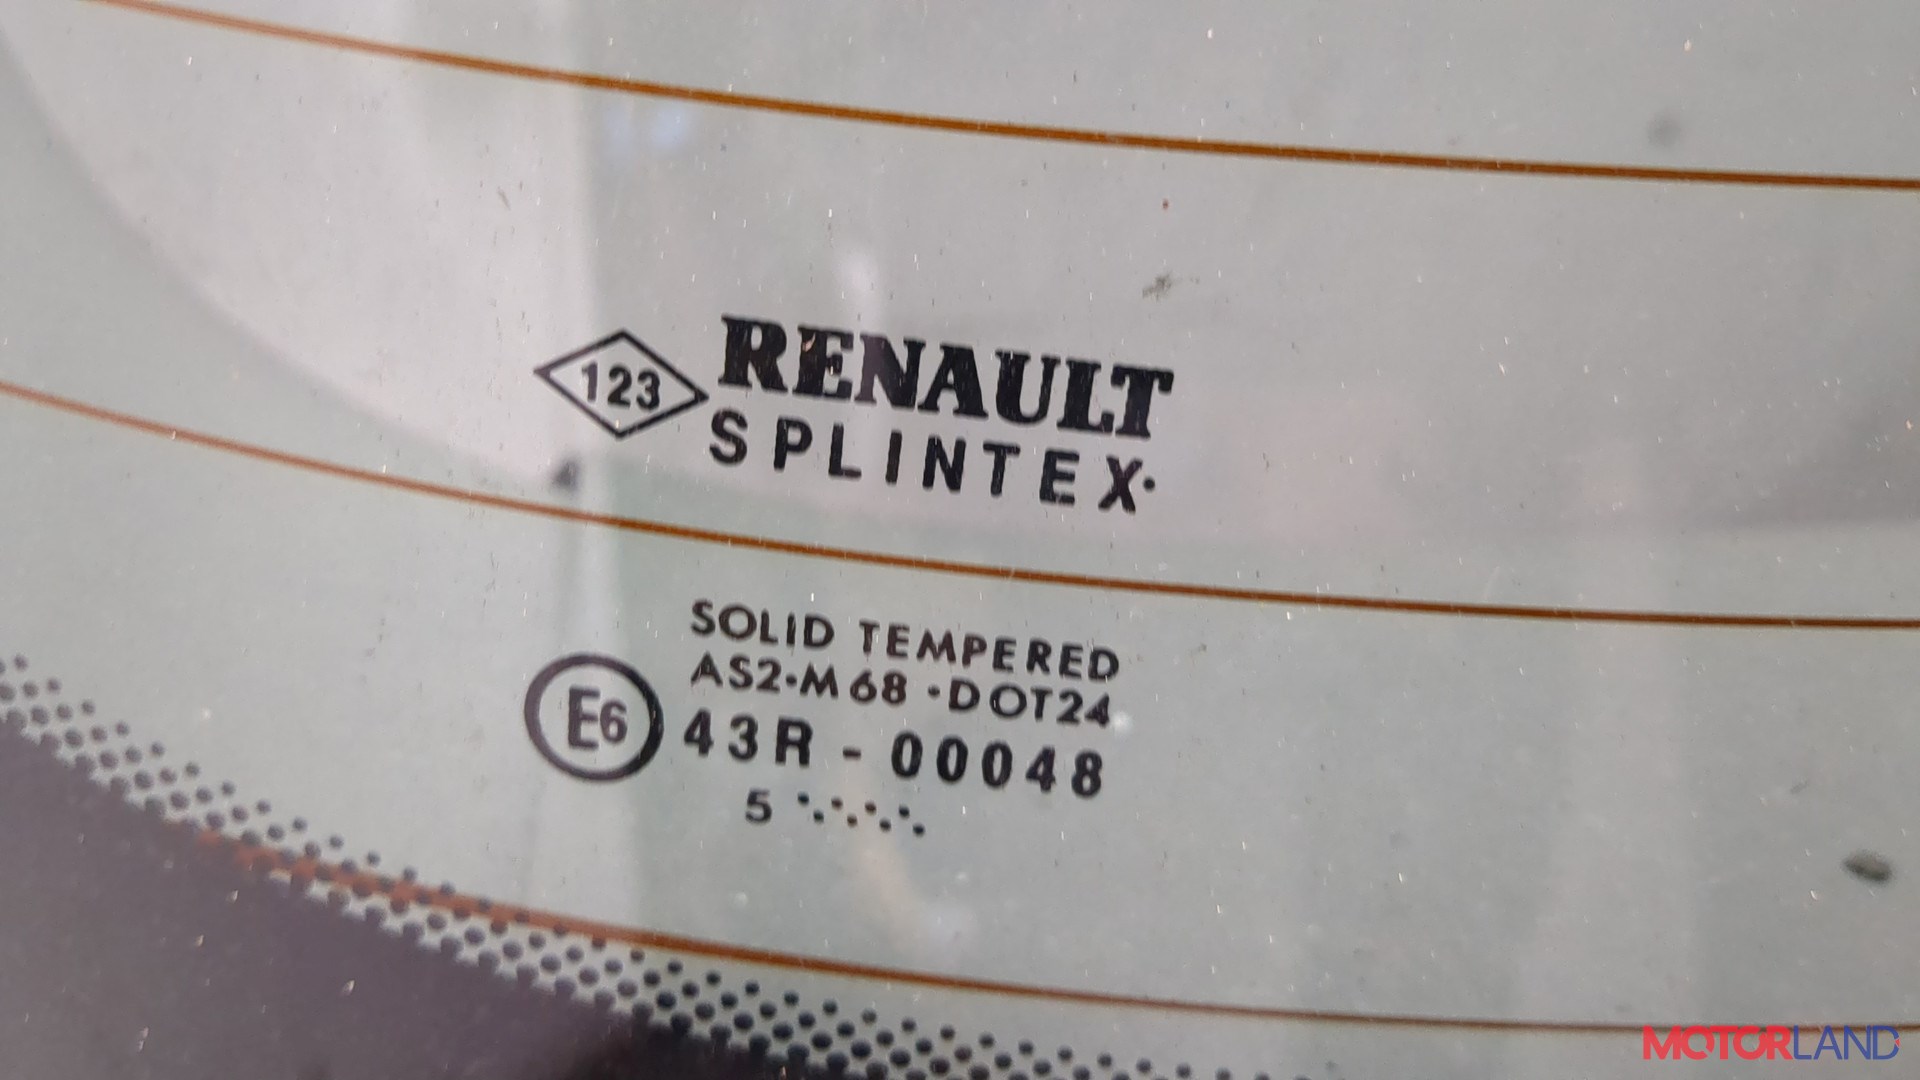 123 RENAULT
SPLINTEX·
SOLID TEMPERED
AS2·M68·DOT24
E6 43R - 00048
5
MOTORLAND